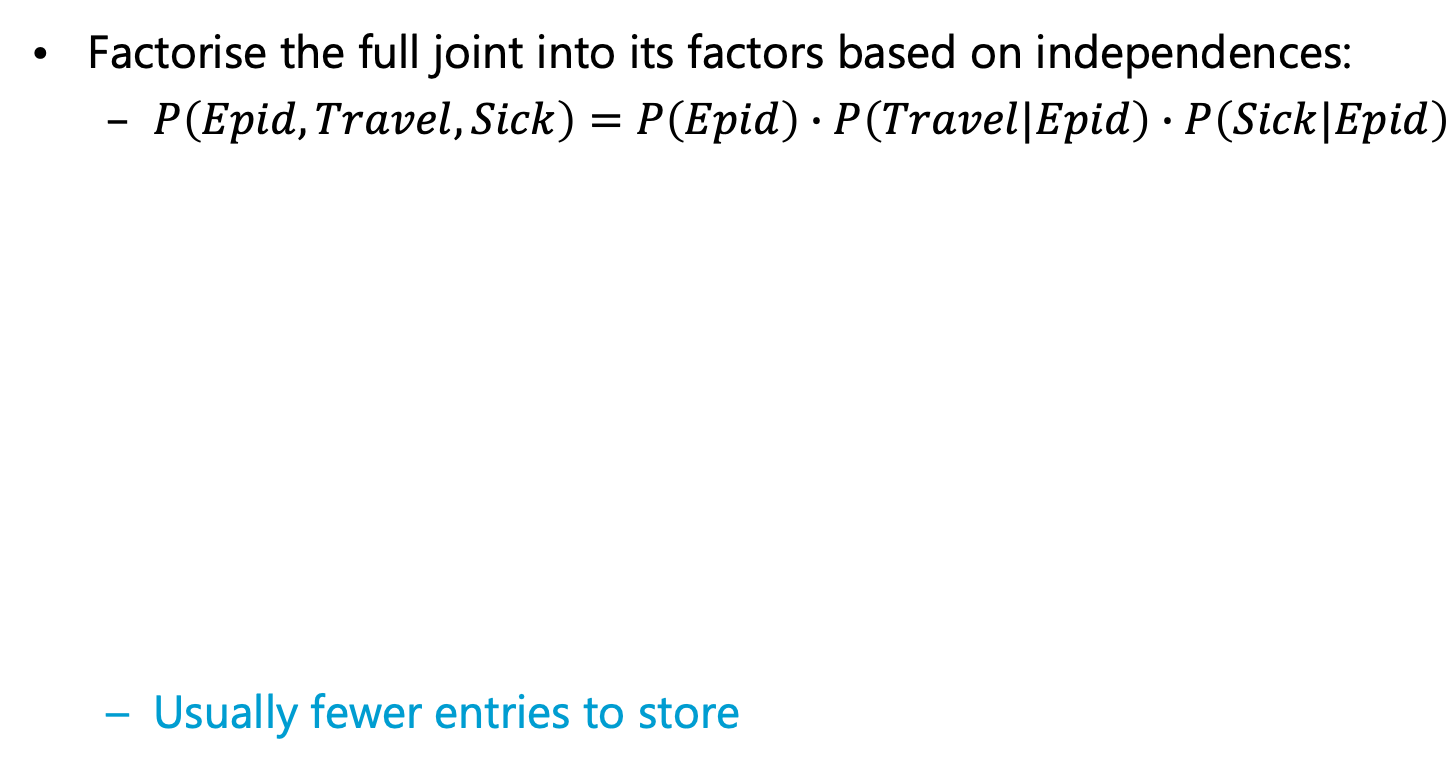 • Factorise the full joint into its factors based on independences:
– P(Epid, Travel, Sick) = P(Epid) · P(Travel|Epid) · P(Sick|Epid)
– Usually fewer entries to store